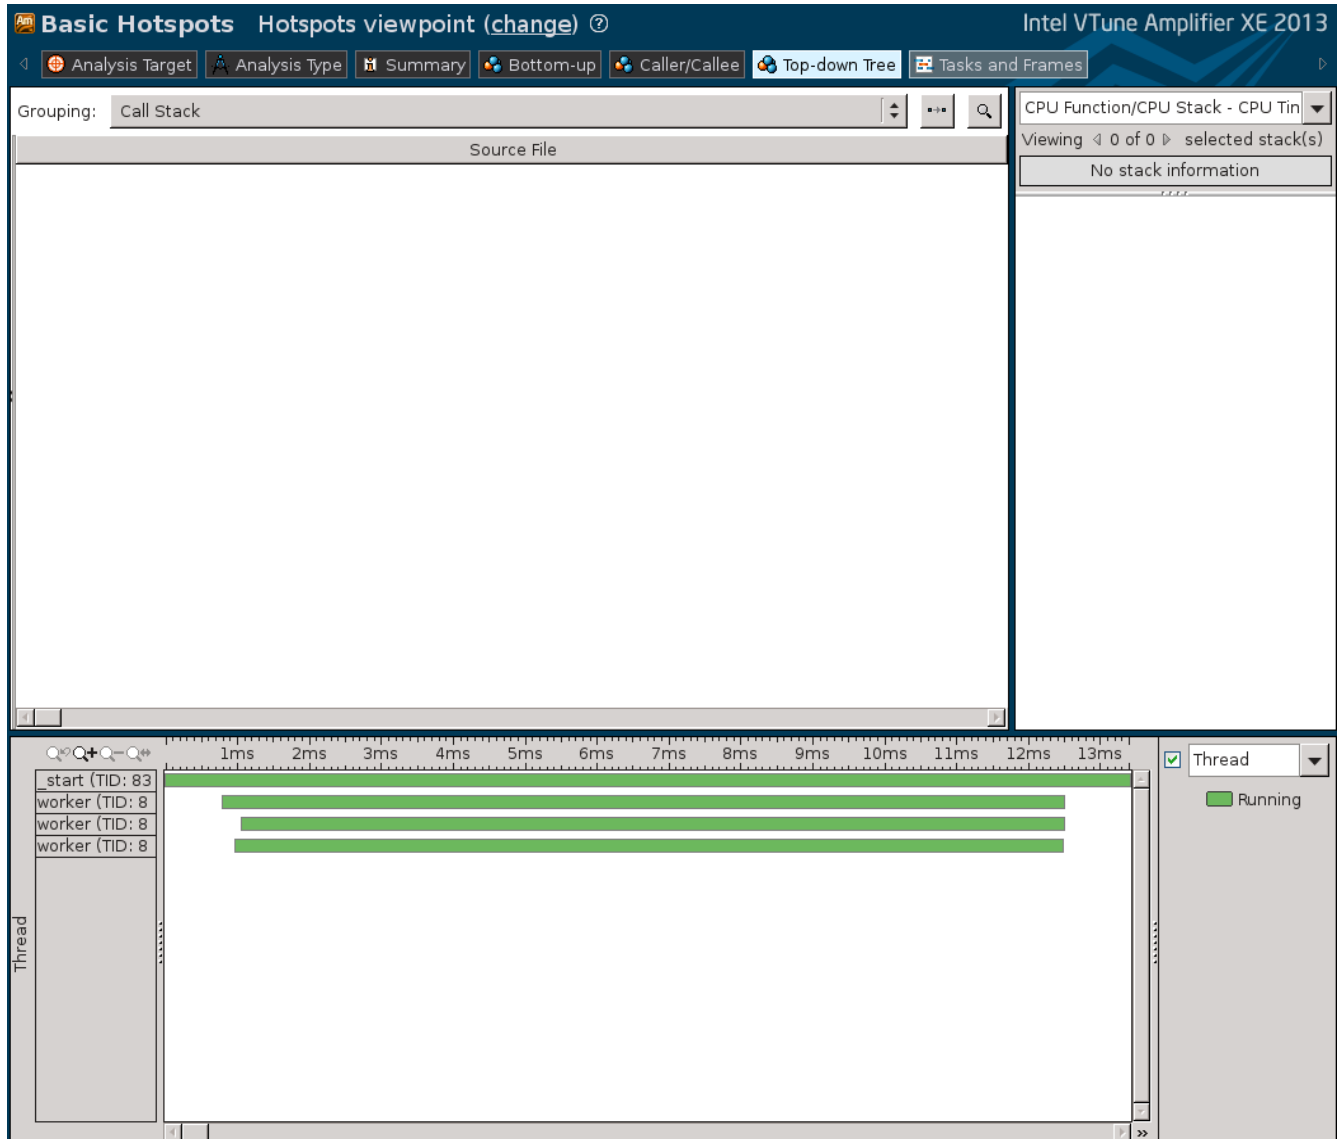 Basic Hotspots Hotspots viewpoint (change) ? Intel VTune Amplifier XE 2013
Analysis Target Analysis Type Summary Bottom-up Caller/Callee Top-down Tree Tasks and Frames
Grouping: Call Stack
Source File
CPU Function/CPU Stack - CPU Tin
Viewing 0 of 0 selected stack(s)
No stack information
1ms 2ms 3ms 4ms 5ms 6ms 7ms 8ms 9ms 10ms 11ms 12ms 13ms
_start (TID: 83
worker (TID: 8
worker (TID: 8
worker (TID: 8
Thread
Thread
Running